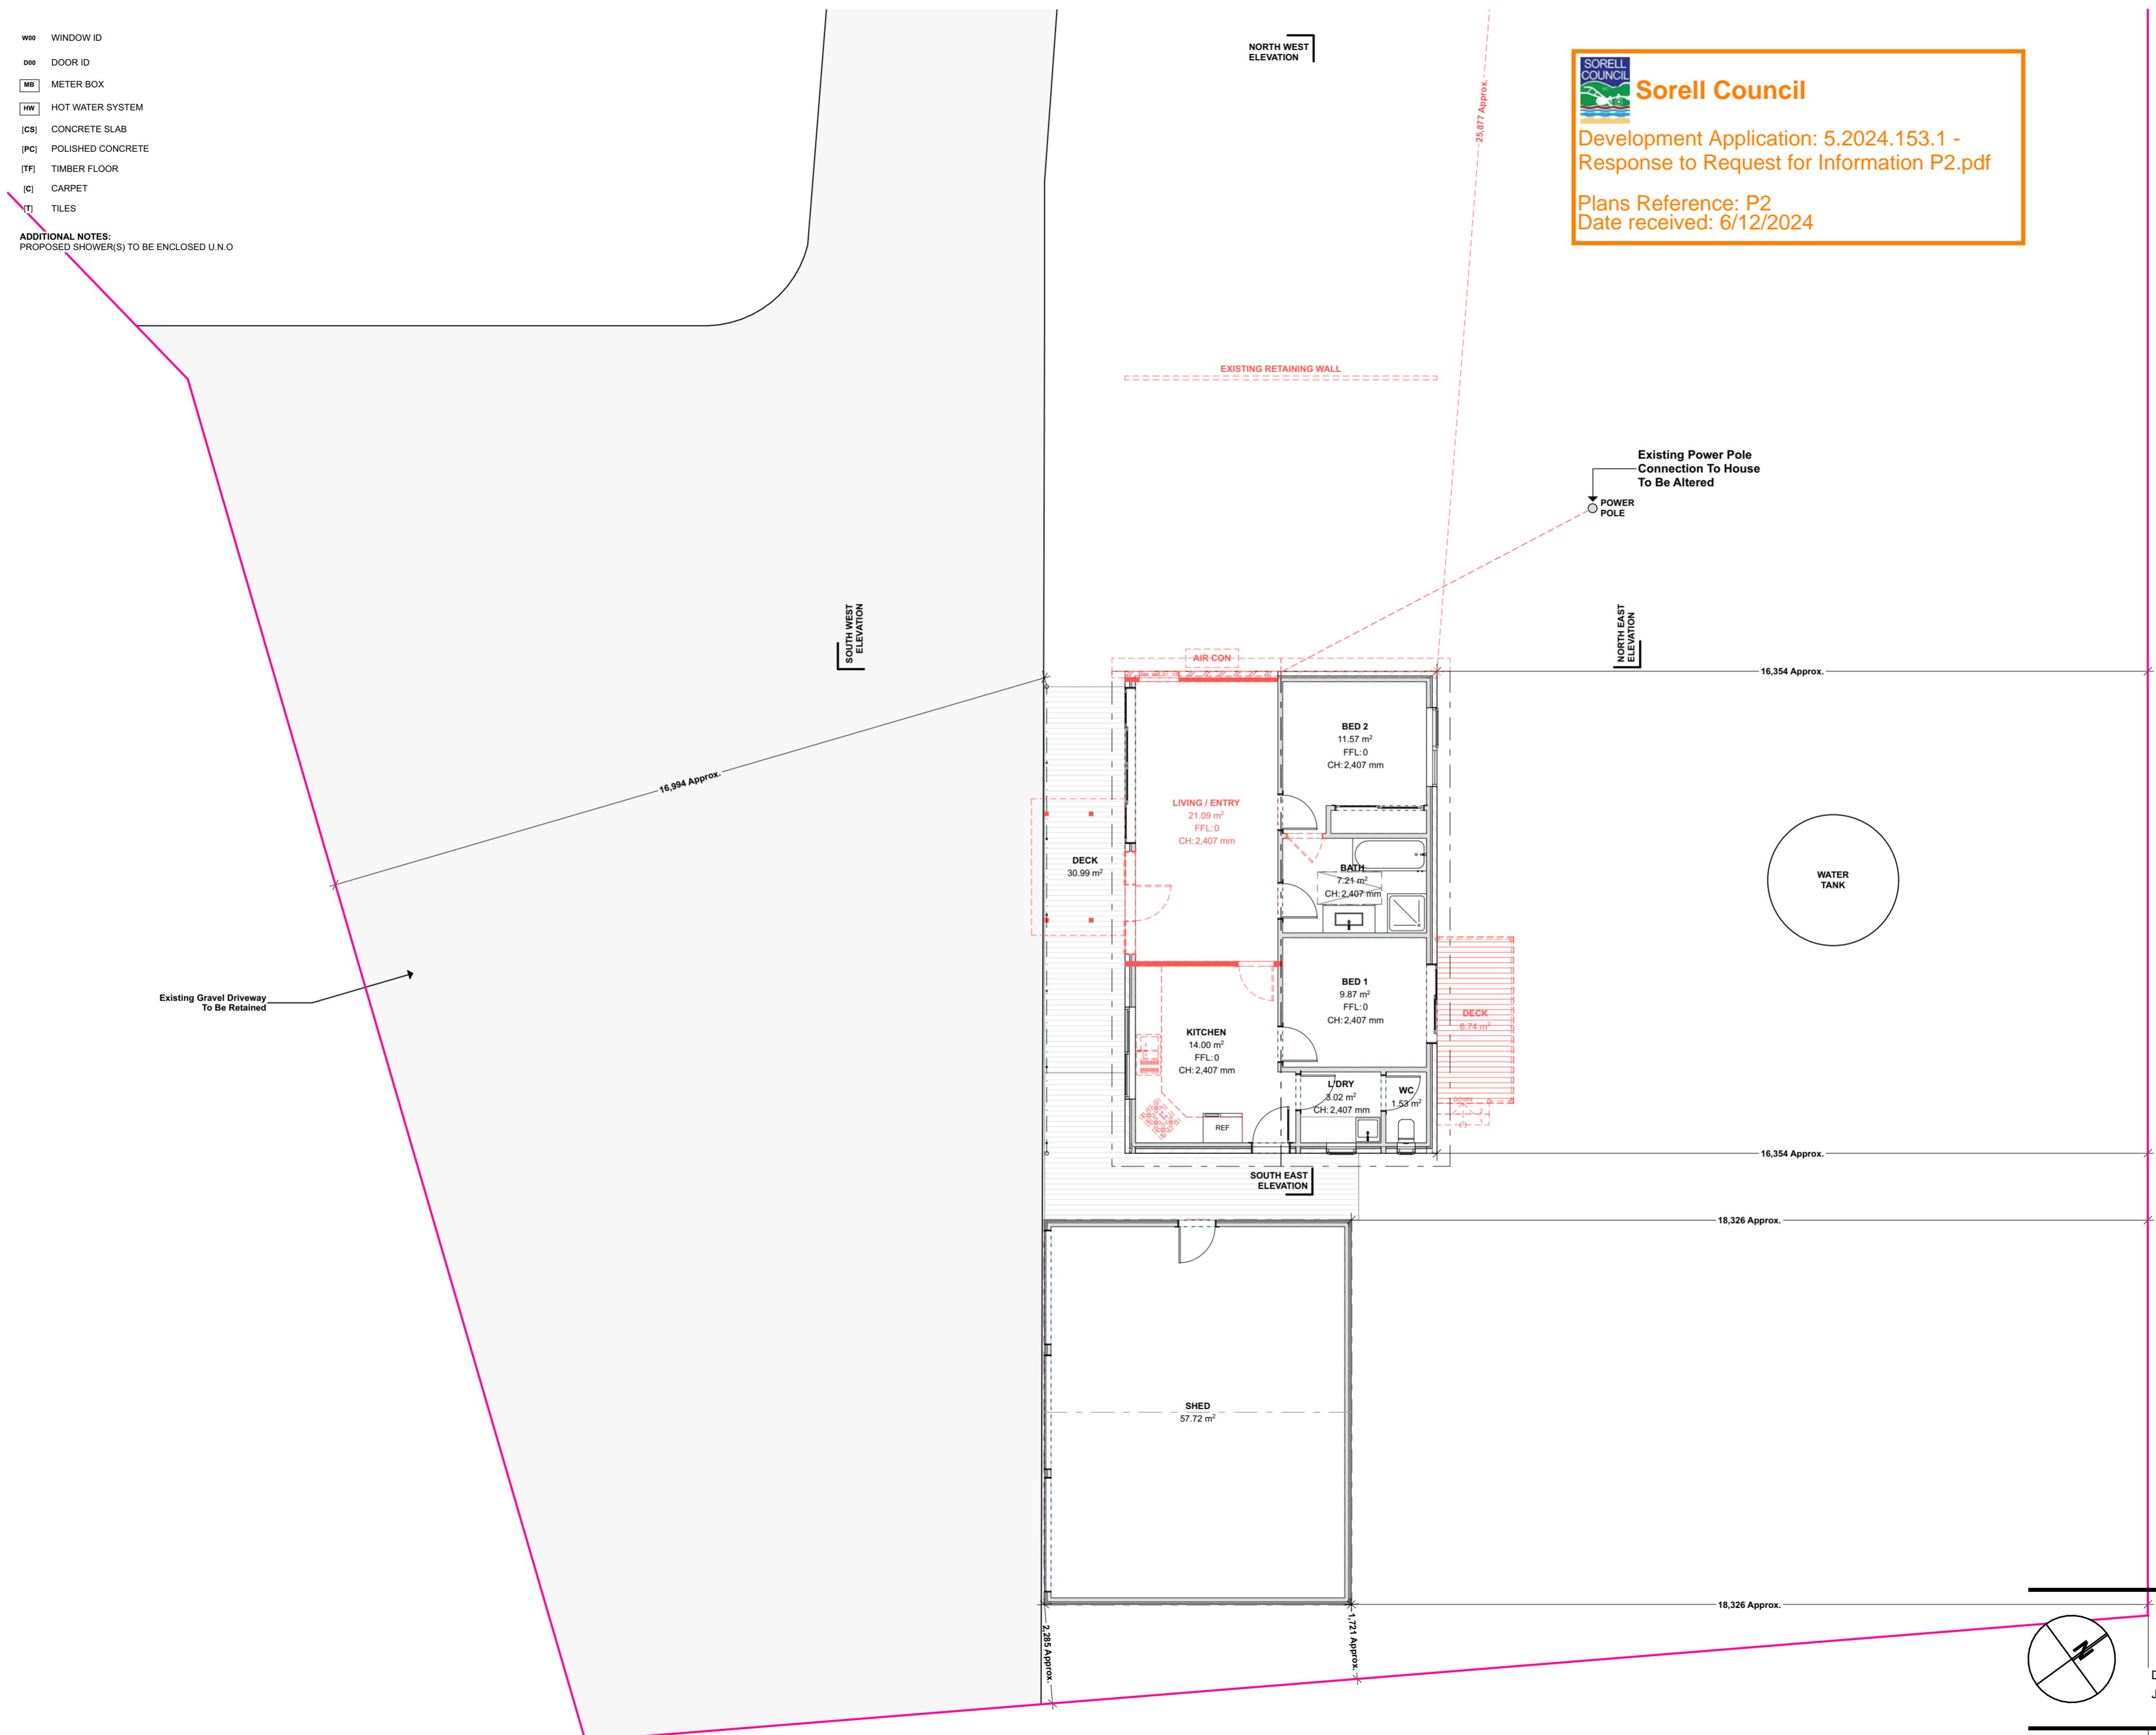 W00 WINDOW ID
D00 DOOR ID
MB METER BOX
HW HOT WATER SYSTEM
[CS] CONCRETE SLAB
[PC] POLISHED CONCRETE
[TF] TIMBER FLOOR
[C] CARPET
[T] TILES
ADDITIONAL NOTES:
PROPOSED SHOWER(S) TO BE ENCLOSED U.N.O
NORTH WEST
ELEVATION
25,877 Approx.
SORELL
COUNCIL
Sorell Council
Development Application: 5.2024.153.1 -
Response to Request for Information P2.pdf
Plans Reference: P2
Date received: 6/12/2024
EXISTING RETAINING WALL
Existing Power Pole
Connection To House
To Be Altered
POWER
POLE
SOUTH WEST
ELEVATION
NORTH EAST
ELEVATION
AIR CON
16,354 Approx.
16,994 Approx.
BED 2
11.57 m²
FFL: 0
CH: 2,407 mm
LIVING / ENTRY
21.09 m²
FFL: 0
CH: 2,407 mm
DECK
30.99 m²
BATH
7.21 m²
CH: 2,407 mm
WATER
TANK
Existing Gravel Driveway
To Be Retained
BED 1
9.87 m²
FFL: 0
CH: 2,407 mm
DECK
6.74 m²
KITCHEN
14.00 m²
FFL: 0
CH: 2,407 mm
L'DRY
3.02 m²
CH: 2,407 mm
WC
1.53 m²
DOWN
REF
16,354 Approx.
SOUTH EAST
ELEVATION
18,326 Approx.
SHED
57.72 m²
18,326 Approx.
2,285 Approx.
1,721 Approx.
N